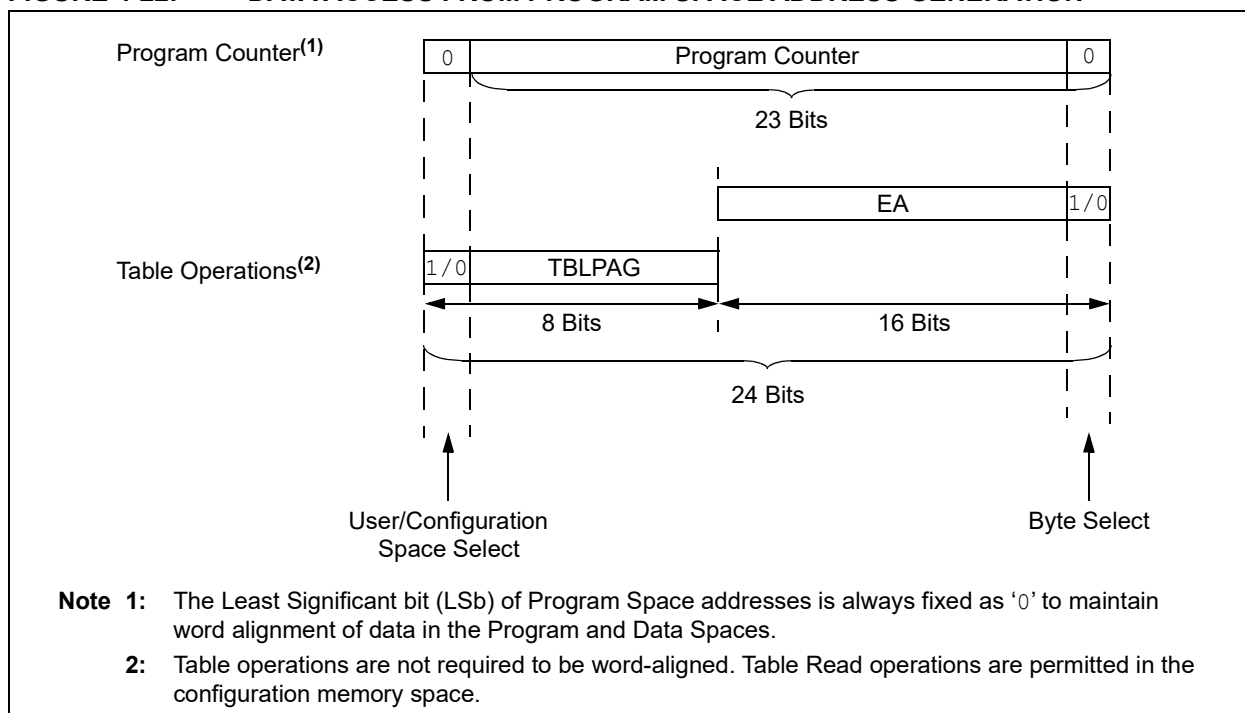 Program Counter(1)
0 Program Counter 0
23 Bits
EA 1/0
Table Operations(2)
1/0 TBLPAG
8 Bits 16 Bits
24 Bits
User/Configuration
Space Select
Byte Select
Note 1: The Least Significant bit (LSb) of Program Space addresses is always fixed as ‘0’ to maintain
word alignment of data in the Program and Data Spaces.
2: Table operations are not required to be word-aligned. Table Read operations are permitted in the
configuration memory space.